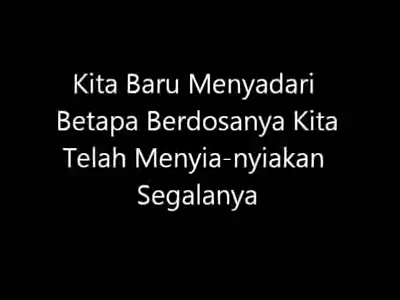 Kita Baru Menyadari
Betapa Berdosanya Kita
Telah Menyia-nyiakan
Segalanya